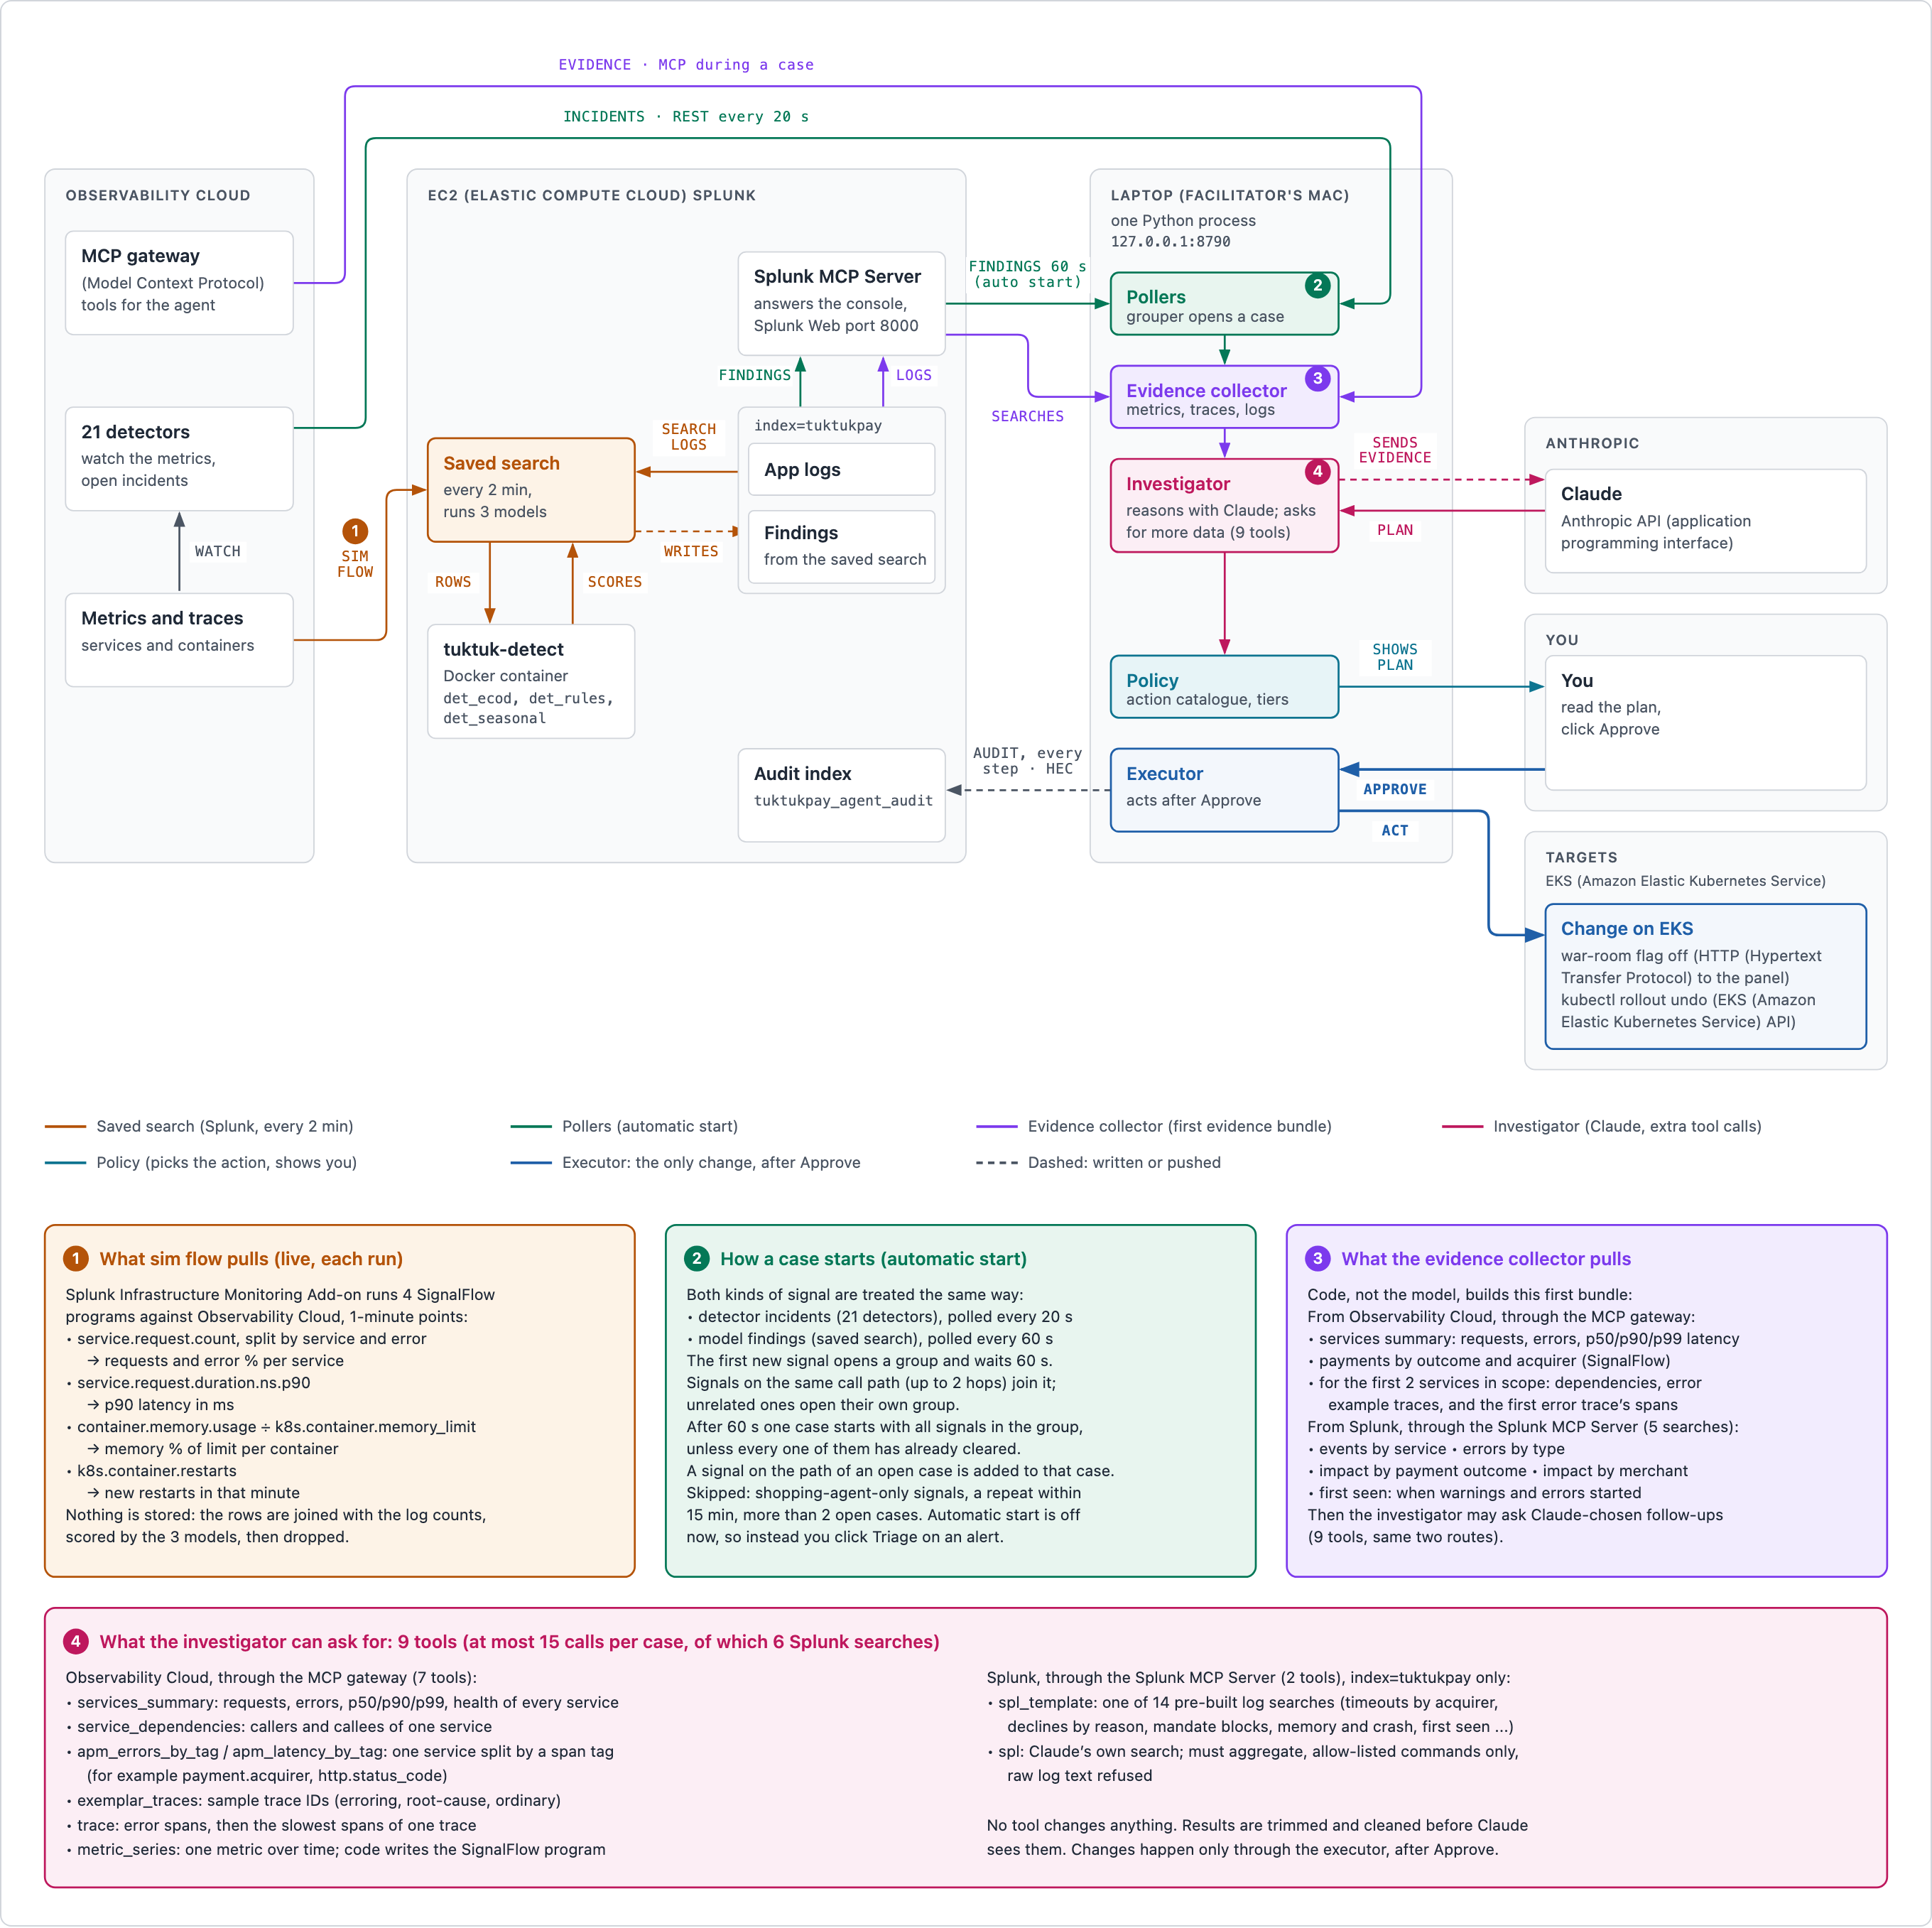 EVIDENCE · MCP during a case
INCIDENTS · REST every 20 s
OBSERVABILITY CLOUD
MCP gateway
(Model Context Protocol)
tools for the agent
21 detectors
watch the metrics,
open incidents
WATCH
Metrics and traces
services and containers
1
SIM
FLOW
EC2 (ELASTIC COMPUTE CLOUD) SPLUNK
Splunk MCP Server
answers the console,
Splunk Web port 8000
FINDINGS
LOGS
index=tuktukpay
App logs
Findings
from the saved search
SEARCH
LOGS
Saved search
every 2 min,
runs 3 models
WRITES
ROWS
SCORES
tuktuk-detect
Docker container
det_ecod, det_rules,
det_seasonal
Audit index
tuktukpay_agent_audit
FINDINGS 60 s
(auto start)
SEARCHES
AUDIT, every
step · HEC
LAPTOP (FACILITATOR'S MAC)
one Python process
127.0.0.1:8790
Pollers
2
grouper opens a case
Evidence collector
3
metrics, traces, logs
Investigator
4
reasons with Claude; asks
for more data (9 tools)
Policy
action catalogue, tiers
Executor
acts after Approve
SENDS
EVIDENCE
PLAN
SHOWS
PLAN
APPROVE
ACT
ANTHROPIC
Claude
Anthropic API (application
programming interface)
YOU
You
read the plan,
click Approve
TARGETS
EKS (Amazon Elastic Kubernetes Service)
Change on EKS
war-room flag off (HTTP (Hypertext
Transfer Protocol) to the panel)
kubectl rollout undo (EKS (Amazon
Elastic Kubernetes Service) API)
Saved search (Splunk, every 2 min)
Pollers (automatic start)
Evidence collector (first evidence bundle)
Investigator (Claude, extra tool calls)
Policy (picks the action, shows you)
Executor: the only change, after Approve
Dashed: written or pushed
1 What sim flow pulls (live, each run)
Splunk Infrastructure Monitoring Add-on runs 4 SignalFlow
programs against Observability Cloud, 1-minute points:
• service.request.count, split by service and error
→ requests and error % per service
• service.request.duration.ns.p90
→ p90 latency in ms
• container.memory.usage ÷ k8s.container.memory_limit
→ memory % of limit per container
• k8s.container.restarts
→ new restarts in that minute
Nothing is stored: the rows are joined with the log counts,
scored by the 3 models, then dropped.
2 How a case starts (automatic start)
Both kinds of signal are treated the same way:
• detector incidents (21 detectors), polled every 20 s
• model findings (saved search), polled every 60 s
The first new signal opens a group and waits 60 s.
Signals on the same call path (up to 2 hops) join it;
unrelated ones open their own group.
After 60 s one case starts with all signals in the group,
unless every one of them has already cleared.
A signal on the path of an open case is added to that case.
Skipped: shopping-agent-only signals, a repeat within
15 min, more than 2 open cases. Automatic start is off
now, so instead you click Triage on an alert.
3 What the evidence collector pulls
Code, not the model, builds this first bundle:
From Observability Cloud, through the MCP gateway:
• services summary: requests, errors, p50/p90/p99 latency
• payments by outcome and acquirer (SignalFlow)
• for the first 2 services in scope: dependencies, error
example traces, and the first error trace's spans
From Splunk, through the Splunk MCP Server (5 searches):
• events by service • errors by type
• impact by payment outcome • impact by merchant
• first seen: when warnings and errors started
Then the investigator may ask Claude-chosen follow-ups
(9 tools, same two routes).
4 What the investigator can ask for: 9 tools (at most 15 calls per case, of which 6 Splunk searches)
Observability Cloud, through the MCP gateway (7 tools):
• services_summary: requests, errors, p50/p90/p99, health of every service
• service_dependencies: callers and callees of one service
• apm_errors_by_tag / apm_latency_by_tag: one service split by a span tag
(for example payment.acquirer, http.status_code)
• exemplar_traces: sample trace IDs (erroring, root-cause, ordinary)
• trace: error spans, then the slowest spans of one trace
• metric_series: one metric over time; code writes the SignalFlow program
Splunk, through the Splunk MCP Server (2 tools), index=tuktukpay only:
• spl_template: one of 14 pre-built log searches (timeouts by acquirer,
declines by reason, mandate blocks, memory and crash, first seen ...)
• spl: Claude's own search; must aggregate, allow-listed commands only,
raw log text refused
No tool changes anything. Results are trimmed and cleaned before Claude
sees them. Changes happen only through the executor, after Approve.